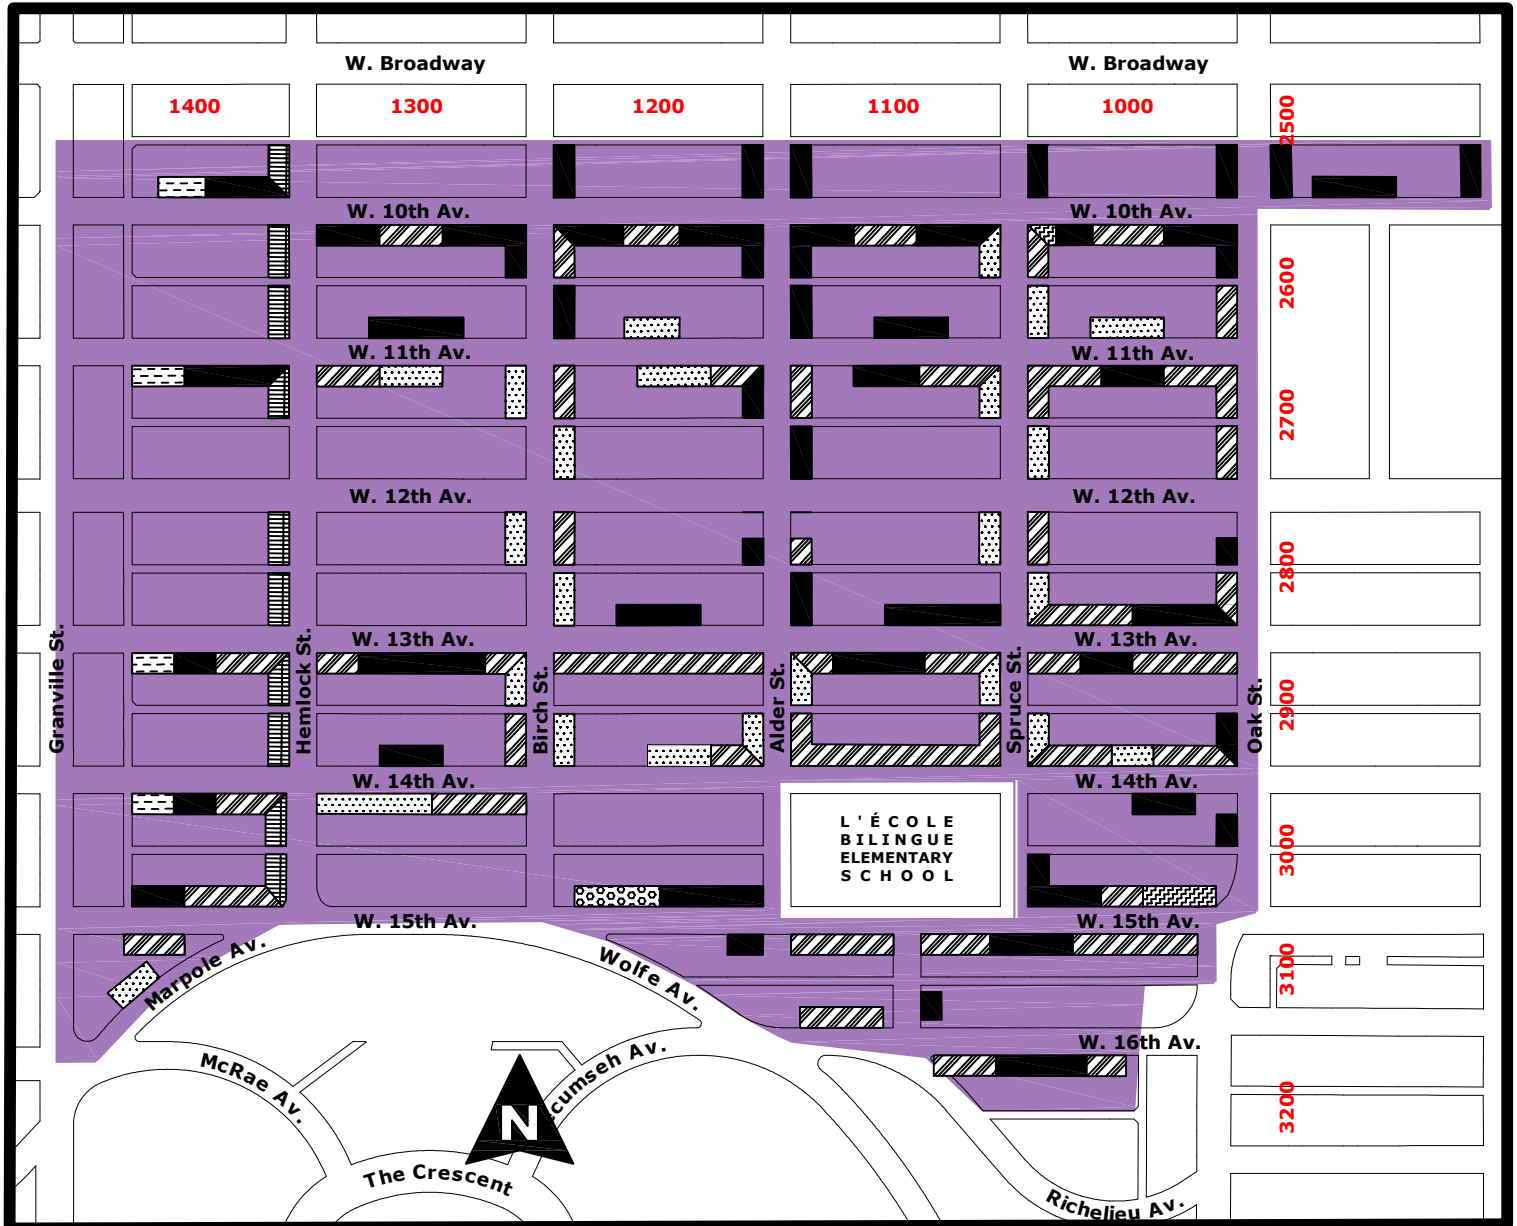 W. Broadway
W. Broadway
1400
1300
1200
1100
1000
2500
W. 10th Av.
W. 10th Av.
2600
W. 11th Av.
W. 11th Av.
2700
W. 12th Av.
W. 12th Av.
2800
W. 13th Av.
W. 13th Av.
Granville St.
Hemlock St.
Birch St.
Alder St.
Spruce St.
Oak St.
2900
W. 14th Av.
W. 14th Av.
L'ÉCOLE
BILINGUE
ELEMENTARY
SCHOOL
3000
W. 15th Av.
W. 15th Av.
Marpole Av.
Wolfe Av.
3100
W. 16th Av.
McRae Av.
cumseh Av.
N
3200
The Crescent
Richelieu Av.